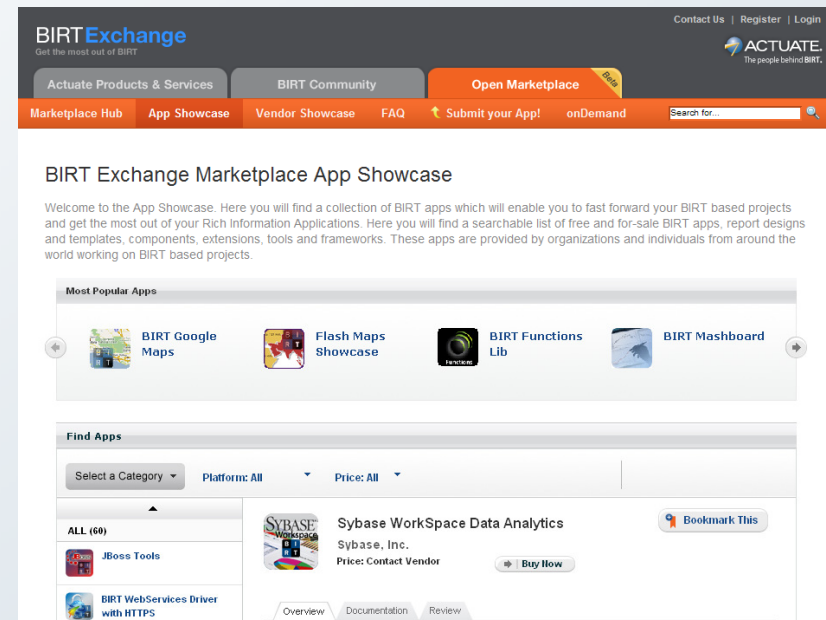 Contact Us | Register | Login
BIRT Exchange
Get the most out of BIRT
ACTUATE.
The people behind BIRT.
Actuate Products & Services
BIRT Community
Open Marketplace
Beta
Marketplace Hub
App Showcase
Vendor Showcase
FAQ
Submit your App!
onDemand
Search for...
BIRT Exchange Marketplace App Showcase
Welcome to the App Showcase. Here you will find a collection of BIRT apps which will enable you to fast forward your BIRT based projects
and get the most out of your Rich Information Applications. Here you will find a searchable list of free and for-sale BIRT apps, report designs
and templates, components, extensions, tools and frameworks. These apps are provided by organizations and individuals from around the
world working on BIRT based projects.
Most Popular Apps
BIRT Google
Maps
Flash Maps
Showcase
Functions
BIRT Functions
Lib
BIRT Mashboard
Find Apps
Select a Category
Platform: All
Price: All
ALL (60)
JBoss Tools
BIRT WebServices Driver
with HTTPS
SYBASE
Workspace
BIRT
Sybase WorkSpace Data Analytics
Sybase, Inc.
Price: Contact Vendor
Buy Now
Bookmark This
Overview
Documentation
Review